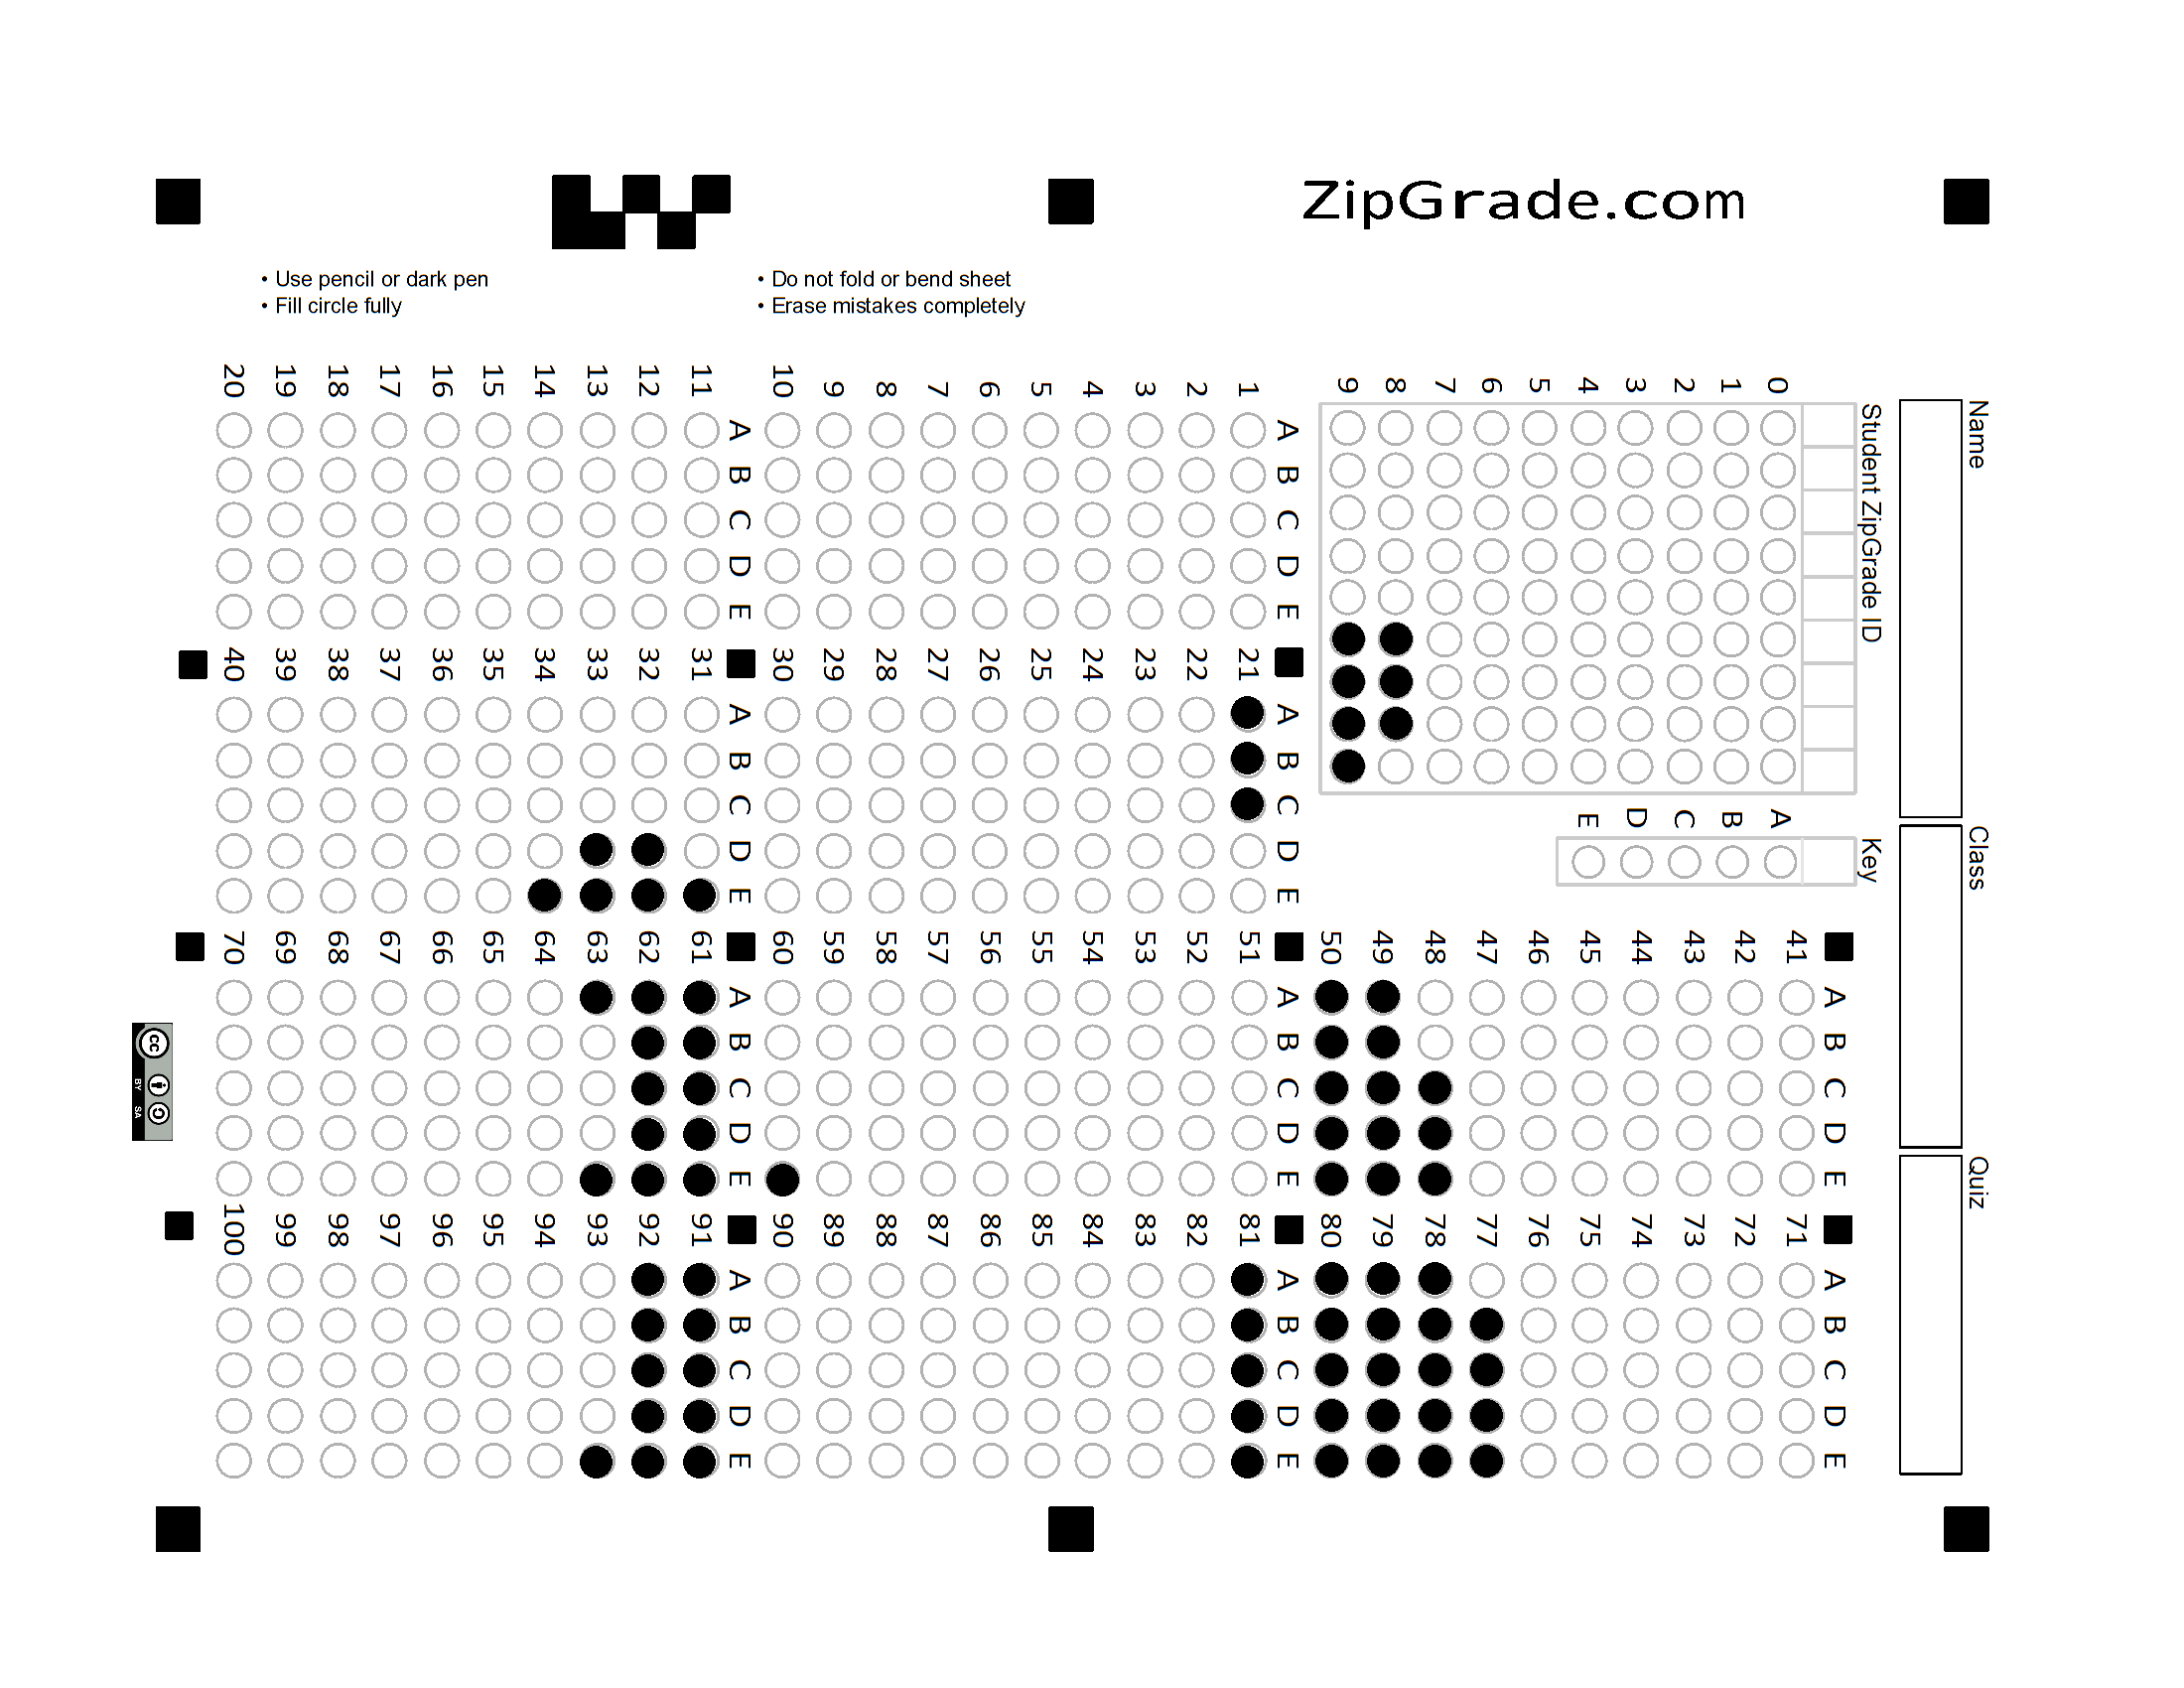 ZipGrade.com
• Use pencil or dark pen
• Fill circle fully
• Do not fold or bend sheet
• Erase mistakes completely
Name Class Quiz
Student ZipGrade ID Key
A B C D E A B C D E
0 A 41 71
1 B 42 72
2 C 43 73
3 D 44 74
4 E 45 75
5 46 76
6 47 77
7 48 78
8 49 79
9 50 80
A B C D E A B C D E A B C D E A B C D E
1 21 51 81
2 22 52 82
3 23 53 83
4 24 54 84
5 25 55 85
6 26 56 86
7 27 57 87
8 28 58 88
9 29 59 89
10 30 60 90
A B C D E A B C D E A B C D E A B C D E
11 31 61 91
12 32 62 92
13 33 63 93
14 34 64 94
15 35 65 95
16 36 66 96
17 37 67 97
18 38 68 98
19 39 69 99
20 40 70 100
cc BY SA